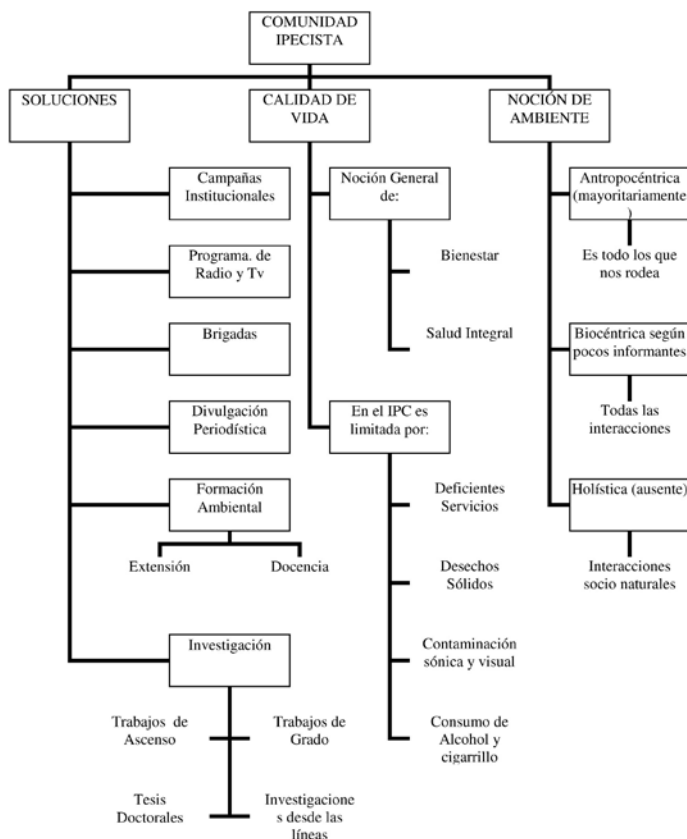 COMUNIDAD
IPECISTA
SOLUCIONES
CALIDAD DE
VIDA
NOCIÓN DE
AMBIENTE
Campañas
Institucionales
Programa. de
Radio y Tv
Brigadas
Divulgación
Periodística
Formación
Ambiental
Extensión
Docencia
Investigación
Trabajos de
Ascenso
Trabajos de
Grado
Tesis
Doctorales
Investigacione
s desde las
líneas
Noción General
de:
Bienestar
Salud Integral
En el IPC es
limitada por:
Deficientes
Servicios
Desechos
Sólidos
Contaminación
sónica y visual
Consumo de
Alcohol y
cigarrillo
Antropocéntrica
(mayoritariamente
)
Es todo los que
nos rodea
Biocéntrica según
pocos informantes
Todas las
interacciones
Holística (ausente)
Interacciones
socio naturales